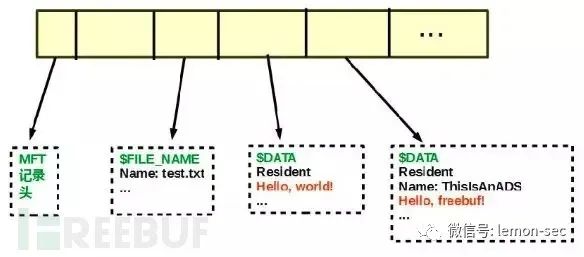 ...
MFT
记录
头
$FILE_NAME
Name: test.txt
...
$DATA
Resident
Hello, world!
...
$DATA
Resident
Name: ThisIsAnADS
Hello, freebuf!
...
FREEBUF
微信号: lemon-sec